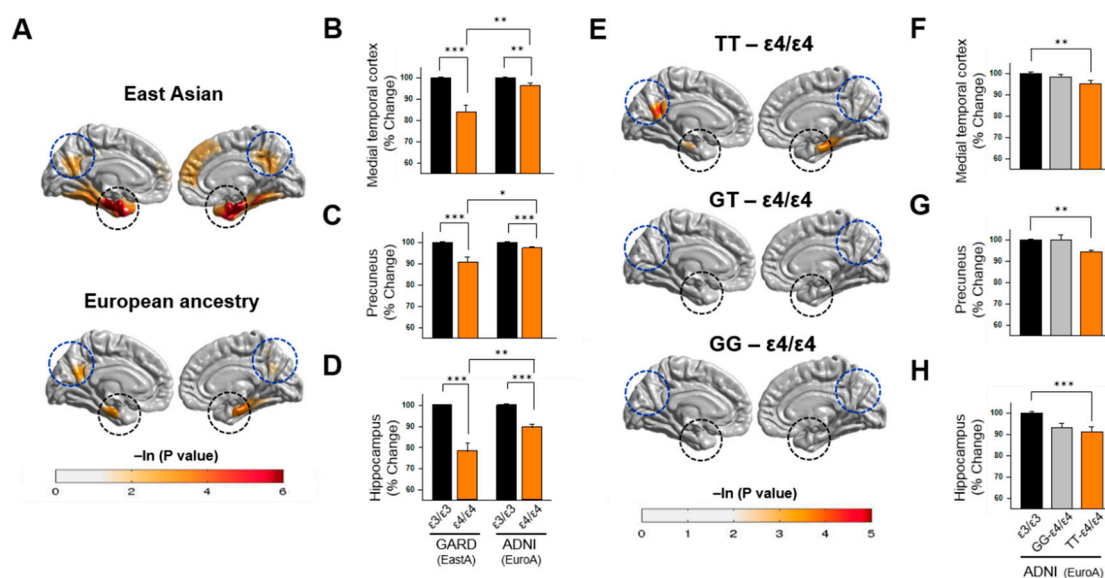 A
East Asian
European ancestry
–ln (P value)
0 2 4 6
B
Medial temporal cortex
(% Change)
100
90
80
70
60
*** ** **
C
Precuneus
(% Change)
100
90
80
70
60
*** * ***
D
Hippocampus
(% Change)
100
90
80
70
60
*** ** ***
ε3/ε3 ε4/ε4 ε3/ε3 ε4/ε4
GARD ADNI
(EastA) (EuroA)
E
TT – ε4/ε4
GT – ε4/ε4
GG – ε4/ε4
–ln (P value)
0 1 2 3 4 5
F
Medial temporal cortex
(% Change)
100
90
80
70
60
**
G
Precuneus
(% Change)
100
90
80
70
60
**
H
Hippocampus
(% Change)
100
90
80
70
60
***
ε3/ε3 GG-ε4/ε4 TT-ε4/ε4
ADNI (EuroA)